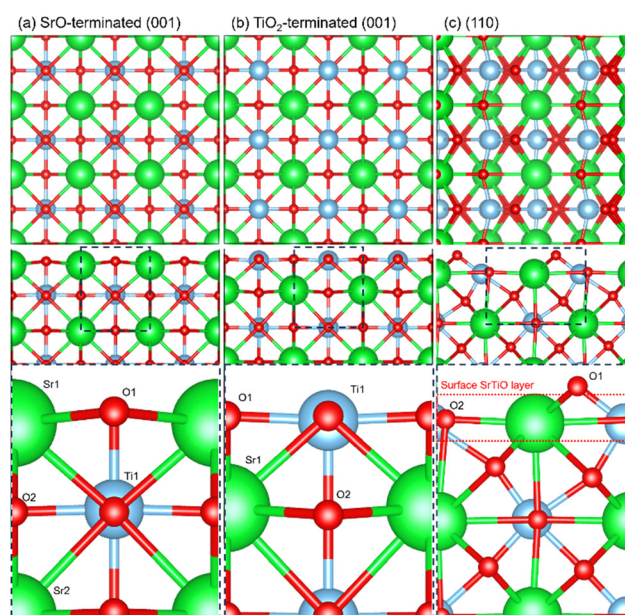 (a) SrO-terminated (001)
(b) TiO₂-terminated (001)
(c) (110)
Sr1
O1
Ti1
O2
Sr2
O1
Ti1
Sr1
O2
O1
Surface SrTiO layer
O2